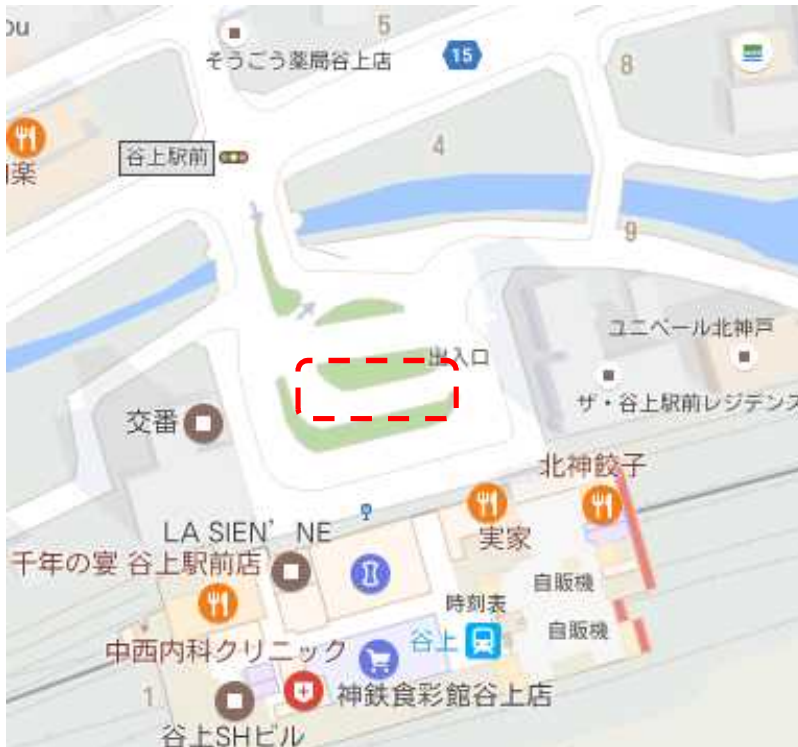 ou
5
そうごう薬局谷上店
15
8
谷上駅前
4
楽
9
ユニベール北神戸
出入口
ザ・谷上駅前レジデンス
交番
北神餃子
LA SIEN’NE
実家
千年の宴 谷上駅前店
自販機
時刻表
谷上
自販機
中西内科クリニック
1
神鉄食彩館谷上店
谷上SHビル